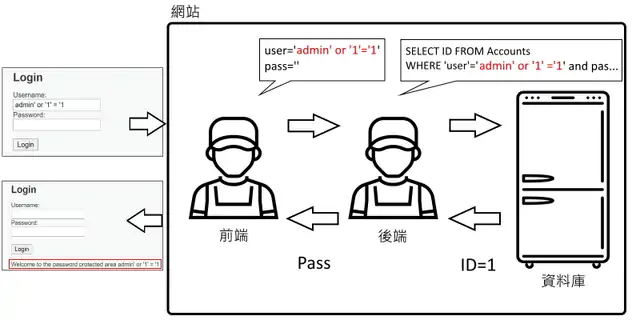 網站
user='admin' or '1'='1'
pass=''
SELECT ID FROM Accounts
WHERE 'user'='admin' or '1' ='1' and pas...
Login
Username:
admin' or '1' = '1
Password:
Login
Login
Username:
Password:
Login
Welcome to the password protected area admin' or '1' = '1
前端
後端
Pass
ID=1
資料庫